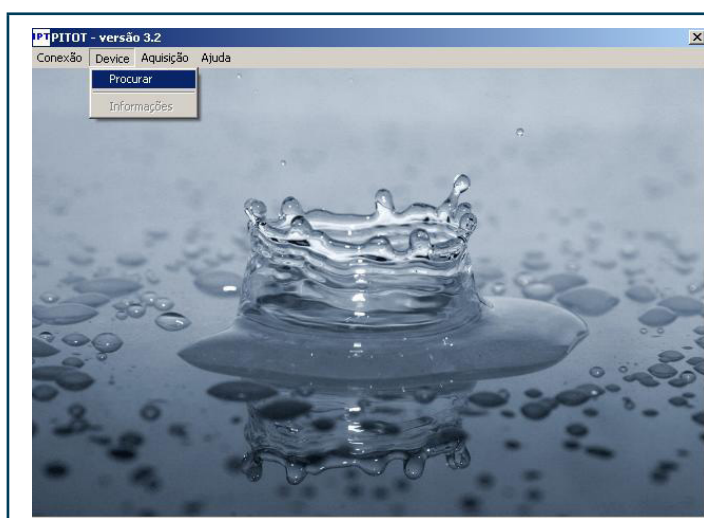 IPT PITOT - versão 3.2
Conexão Device Aquisição Ajuda
Procurar
Informações